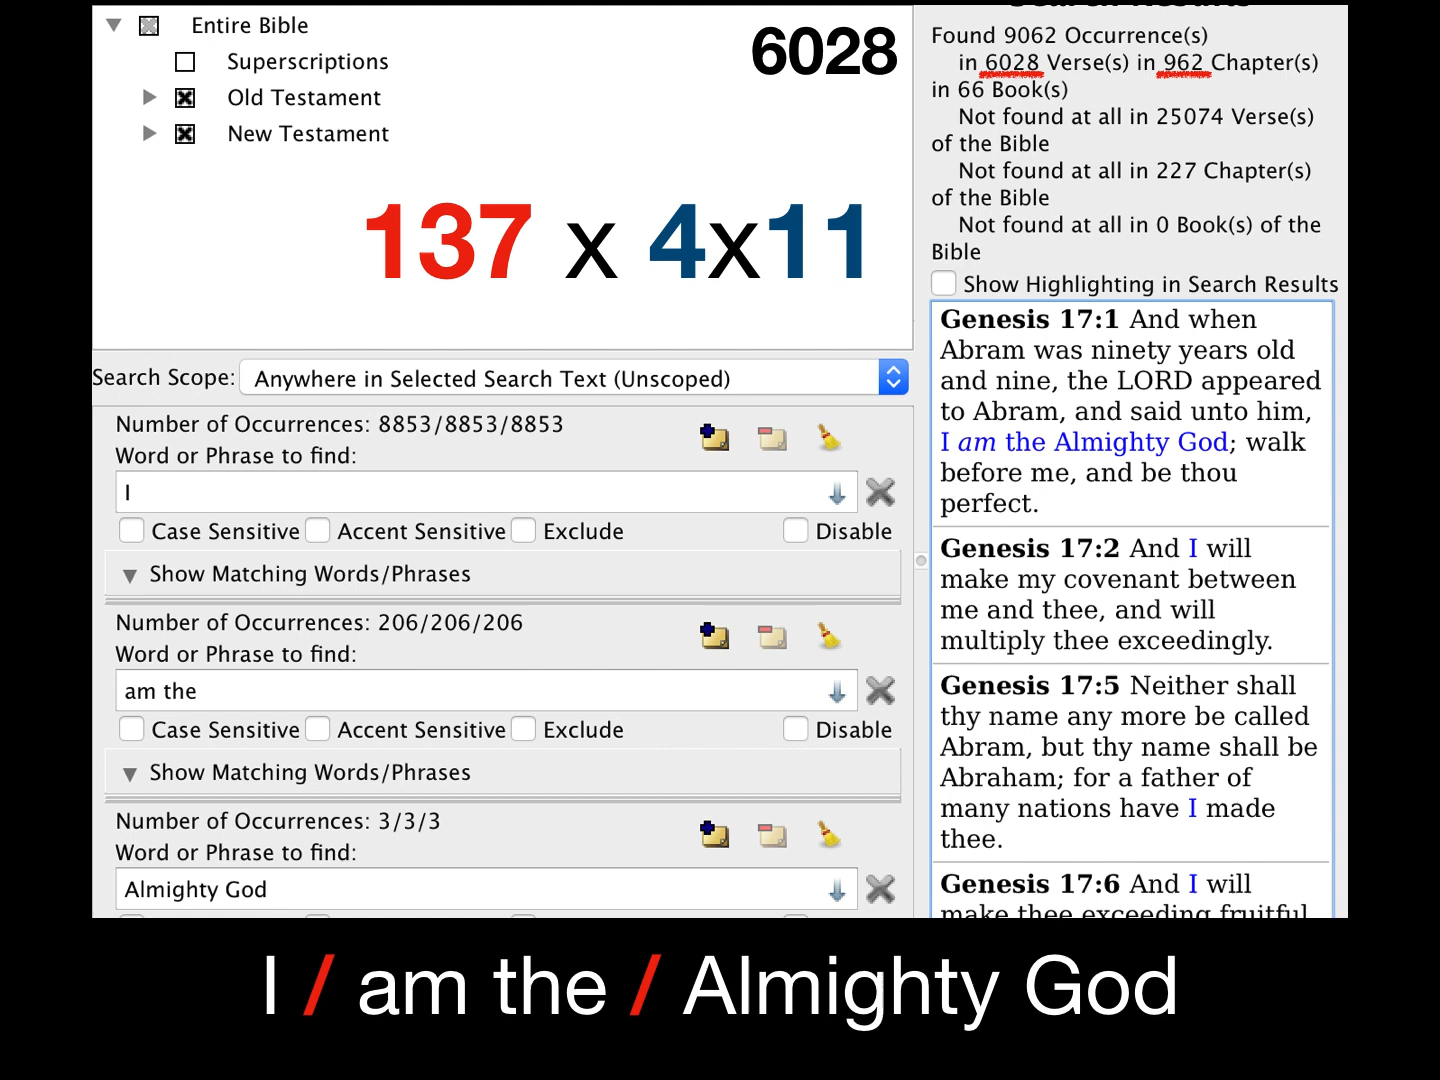 Entire Bible
Superscriptions
Old Testament
New Testament
6028
137 x 4x11
Search Scope: Anywhere in Selected Search Text (Unscoped)
Number of Occurrences: 8853/8853/8853
Word or Phrase to find:
I
Case Sensitive Accent Sensitive Exclude Disable
Show Matching Words/Phrases
Number of Occurrences: 206/206/206
Word or Phrase to find:
am the
Case Sensitive Accent Sensitive Exclude Disable
Show Matching Words/Phrases
Number of Occurrences: 3/3/3
Word or Phrase to find:
Almighty God
Found 9062 Occurrence(s)
in 6028 Verse(s) in 962 Chapter(s)
in 66 Book(s)
Not found at all in 25074 Verse(s)
of the Bible
Not found at all in 227 Chapter(s)
of the Bible
Not found at all in 0 Book(s) of the
Bible
Show Highlighting in Search Results
Genesis 17:1 And when
Abram was ninety years old
and nine, the LORD appeared
to Abram, and said unto him,
I am the Almighty God; walk
before me, and be thou
perfect.
Genesis 17:2 And I will
make my covenant between
me and thee, and will
multiply thee exceedingly.
Genesis 17:5 Neither shall
thy name any more be called
Abram, but thy name shall be
Abraham; for a father of
many nations have I made
thee.
Genesis 17:6 And I will
make thee exceeding fruitful
I / am the / Almighty God